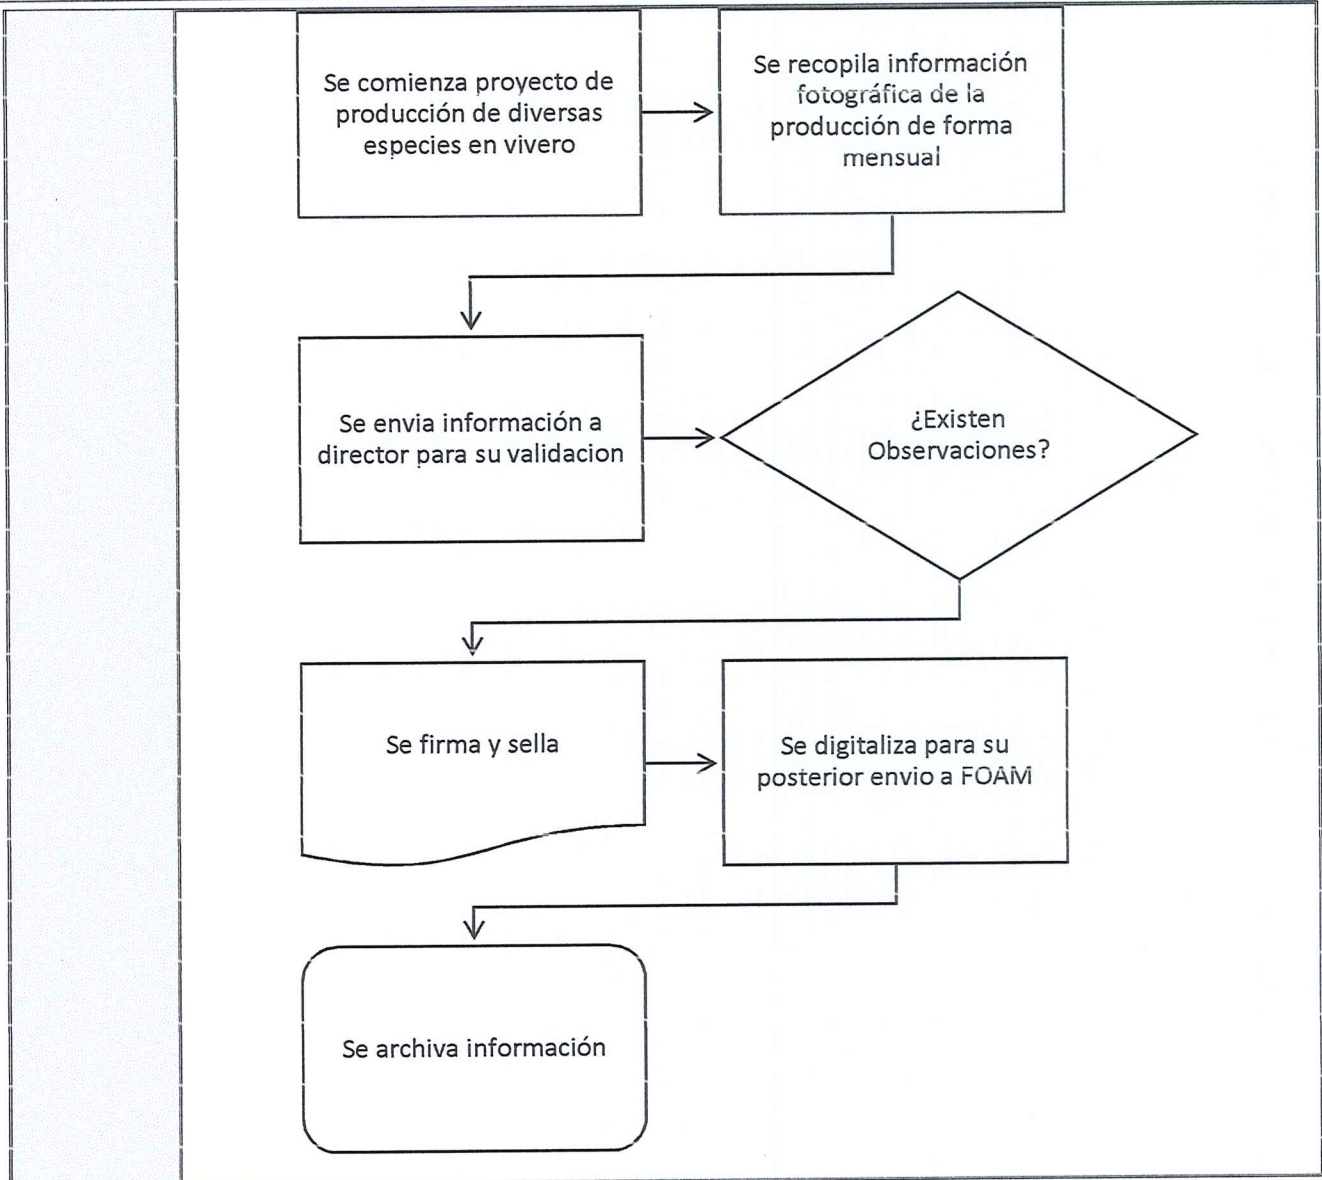 Se comienza proyecto de
producción de diversas
especies en vivero
Se recopila información
fotográfica de la
producción de forma
mensual
Se envia información a
director para su validacion
¿Existen
Observaciones?
Se firma y sella
Se digitaliza para su
posterior envio a FOAM
Se archiva información